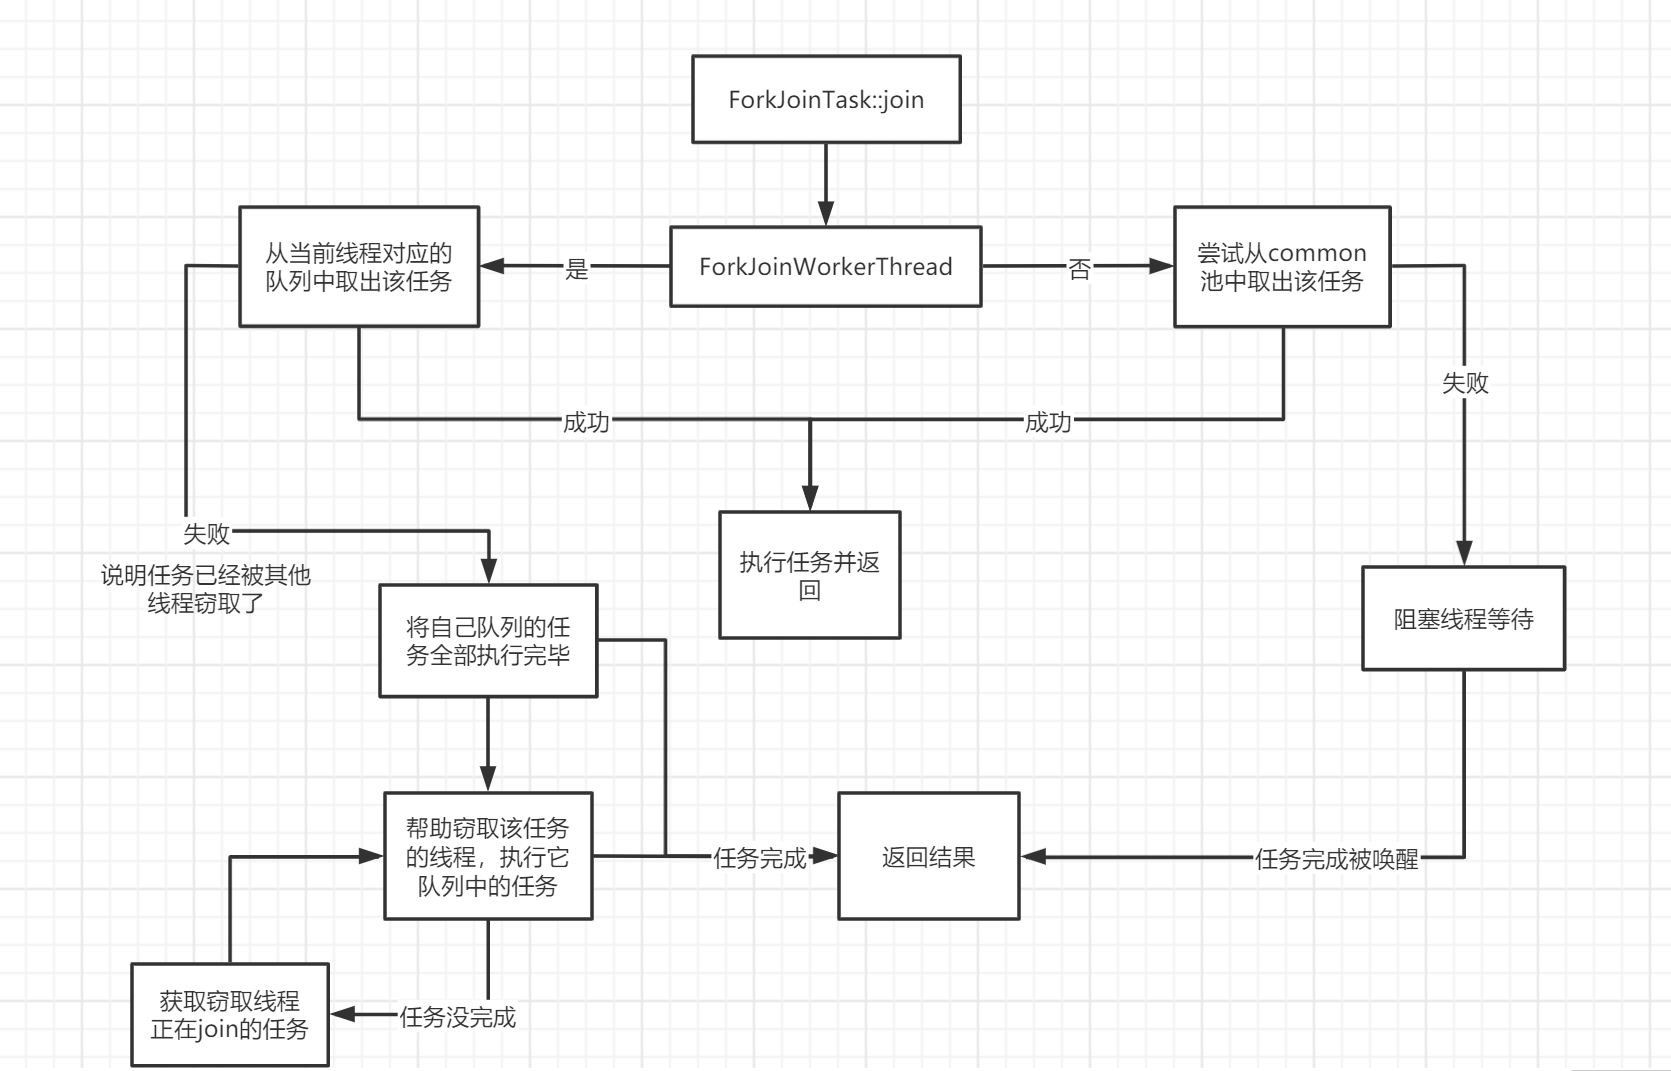 ForkJoinTask::join
从当前线程对应的
队列中取出该任务
是
ForkJoinWorkerThread
否
尝试从common
池中取出该任务
失败
成功
成功
失败
说明任务已经被其他
线程窃取了
执行任务并返
回
将自己队列的任
务全部执行完毕
阻塞线程等待
帮助窃取该任务
的线程，执行它
队列中的任务
任务完成
返回结果
任务完成被唤醒
获取窃取线程
正在join的任务
任务没完成